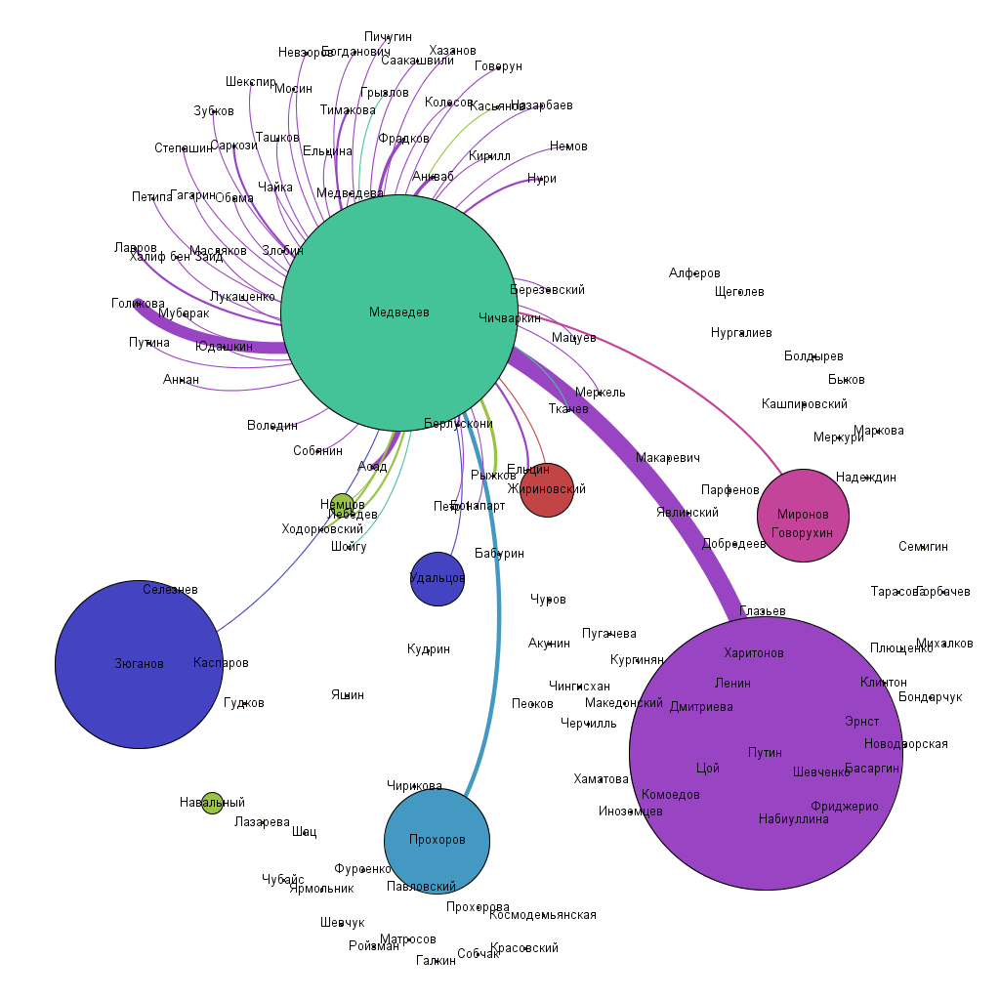 Пичугин
Невзоров
Богданович
Хазанов
Саакашвили
Говорун
Шекспир
Мосин
Грызлов
Колесов
Касьянов
Назарбаев
Зубков
Тимакова
Ташков
Фрадков
Степашин
Саркози
Ельцина
Кирилл
Немов
Анкваб
Нури
Чайка
Медведева
Петипа
Гагарин
Обама
Лавров
Халиф бен Заид
Масляков
Злобин
Алферов
Березовский
Щеголев
Лукашенко
Голикова
Муберак
Медведев
Чичваркин
Нургалиев
Путина
Юдашкин
Мацуев
Болдырев
Аннан
Быков
Меркель
Ткачев
Кашпировский
Володин
Берлускони
Маркова
Меркури
Собянин
Макаревич
Асад
Рыжков
Ельцин
Надеждин
Жириновский
Парфенов
Немцов
Лебедев
Петр I
Бонапарт
Явлинский
Миронов
Ходорковский
Говорухин
Шойгу
Добродеев
Семигин
Бабурин
Удальцов
Селезнев
Тарасова
Горбачев
Чуров
Глазьев
Пугачева
Акунин
Михалков
Плющенко
Кудрин
Харитонов
Кургинян
Зюганов
Каспаров
Ленин
Клинтон
Чингисхан
Яшин
Бондарчук
Гудков
Песков
Македонский
Дмитриева
Черчилль
Эрнст
Новодворская
Путин
Цой
Шевченко
Басаргин
Хаматова
Чирикова
Комоедов
Навальный
Иноземцев
Фриджерио
Набиуллина
Лазарева
Шац
Прохоров
Фурсенко
Чубайс
Ярмольник
Павловский
Прохорова
Космодемьянская
Шевчук
Матросов
Ройзман
Собчак
Красовский
Галкин